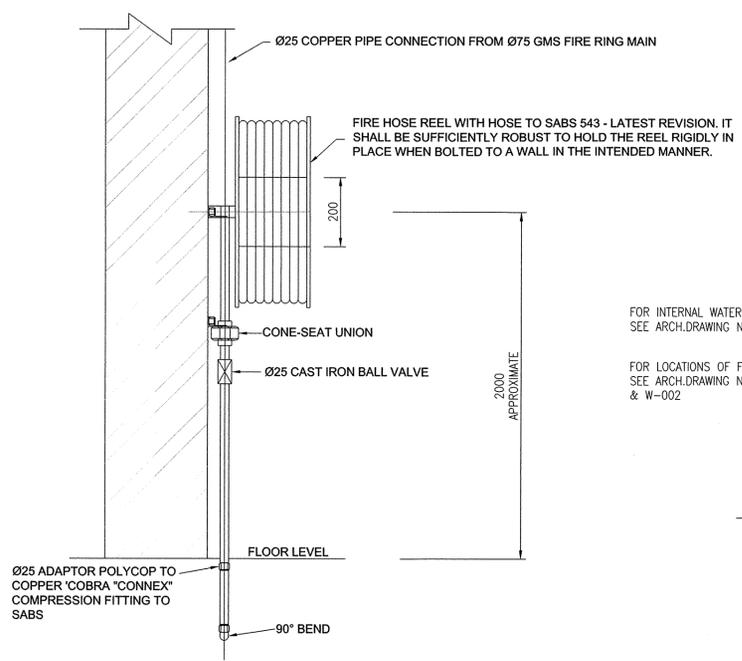 Ø25 COPPER PIPE CONNECTION FROM Ø75 GMS FIRE RING MAIN
FIRE HOSE REEL WITH HOSE TO SABS 543 - LATEST REVISION. IT
SHALL BE SUFFICIENTLY ROBUST TO HOLD THE REEL RIGIDLY IN
PLACE WHEN BOLTED TO A WALL IN THE INTENDED MANNER.
200
FOR INTERNAL WATER
SEE ARCH.DRAWING N
CONE-SEAT UNION
Ø25 CAST IRON BALL VALVE
2000
APPROXIMATE
FOR LOCATIONS OF F
SEE ARCH.DRAWING N
& W-002
FLOOR LEVEL
Ø25 ADAPTOR POLYCOP TO
COPPER 'COBRA "CONNEX"
COMPRESSION FITTING TO
SABS
90° BEND